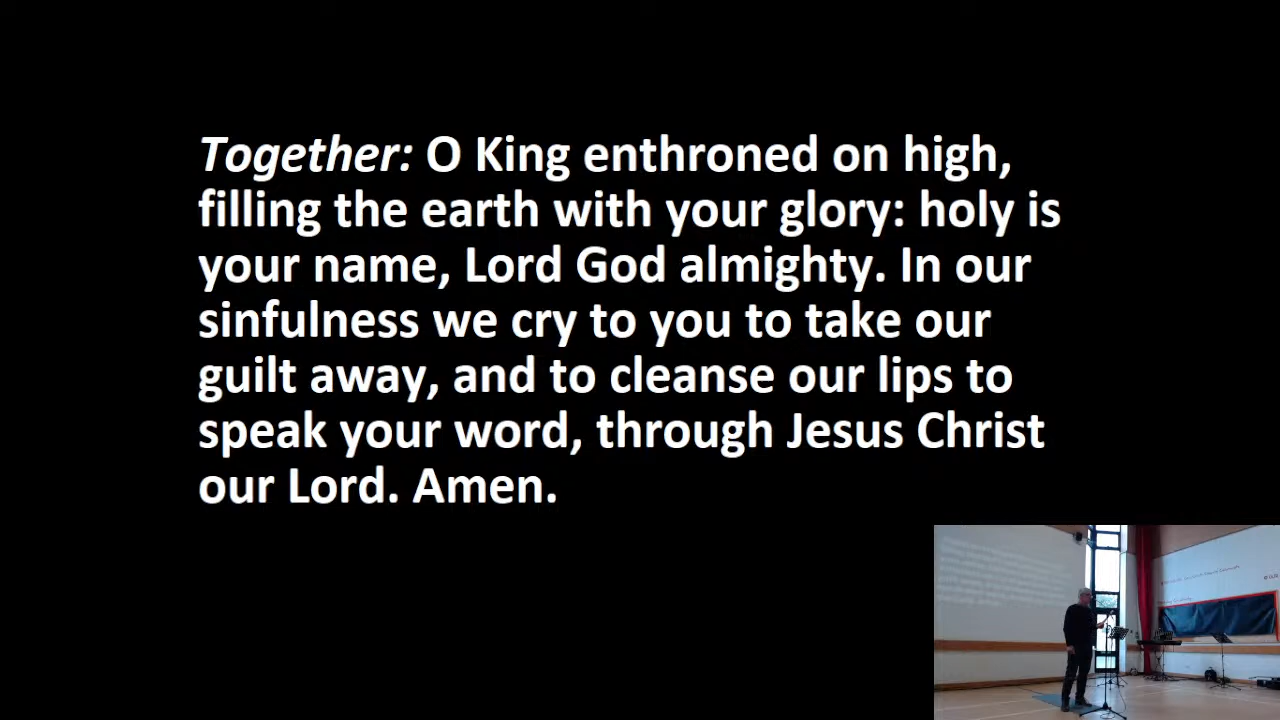 Together: O King enthroned on high,
filling the earth with your glory: holy is
your name, Lord God almighty. In our
sinfulness we cry to you to take our
guilt away, and to cleanse our lips to
speak your word, through Jesus Christ
our Lord. Amen.